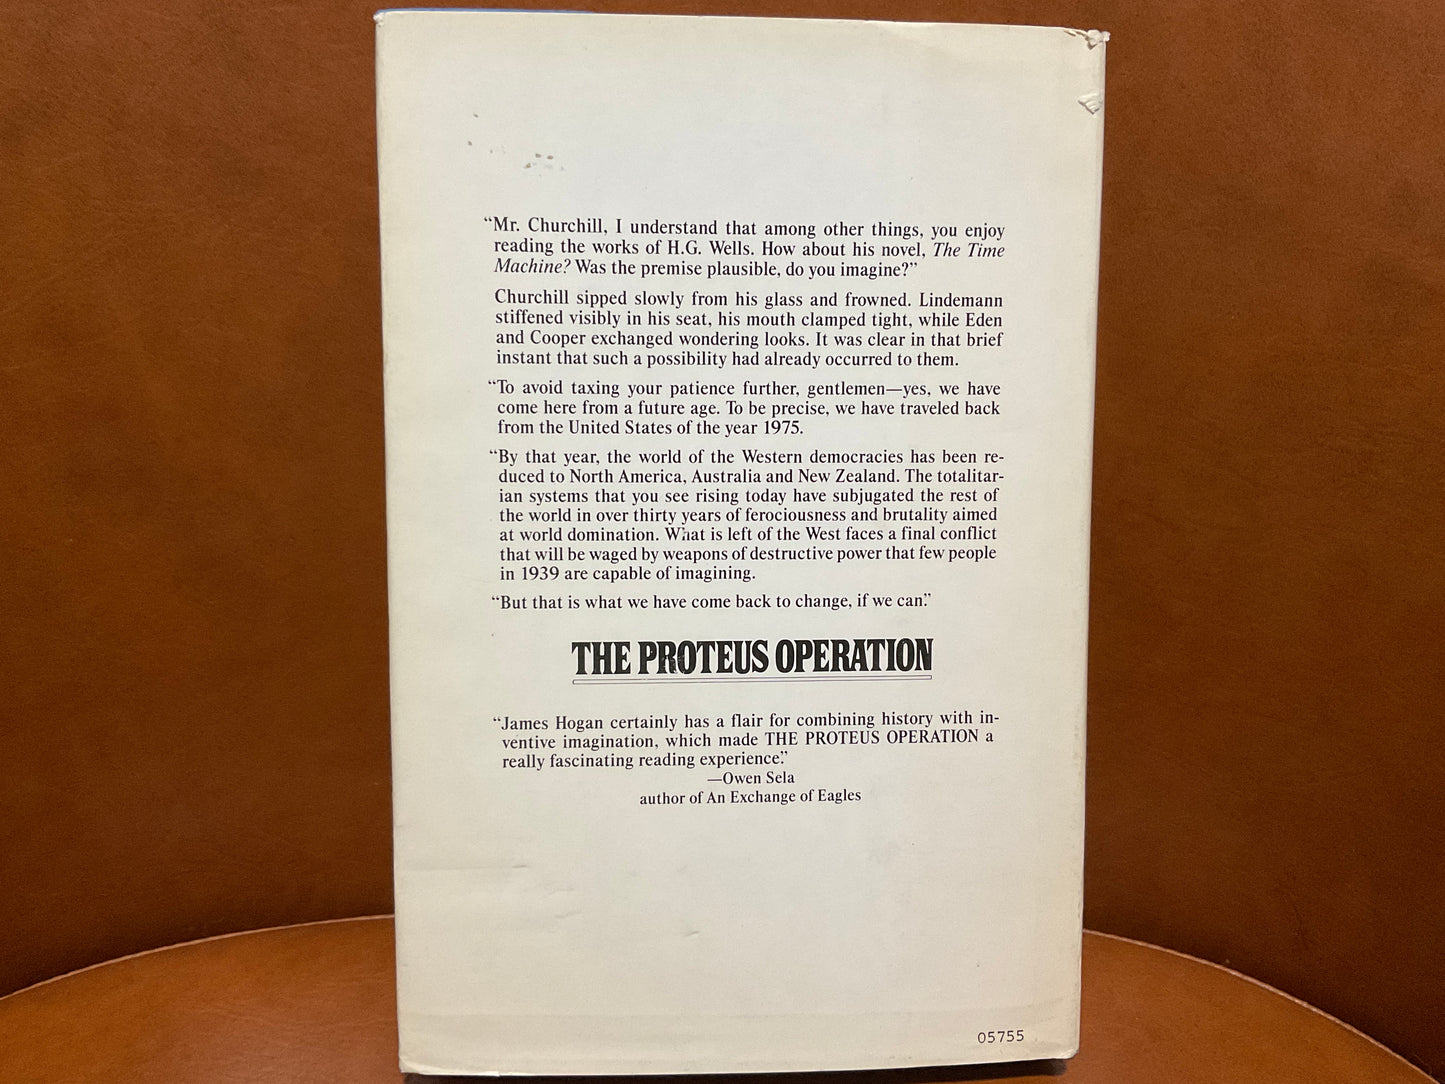 “Mr. Churchill, I understand that among other things, you enjoy
reading the works of H.G. Wells. How about his novel, The Time
Machine? Was the premise plausible, do you imagine?”
Churchill sipped slowly from his glass and frowned. Lindemann
stiffened visibly in his seat, his mouth clamped tight, while Eden
and Cooper exchanged wondering looks. It was clear in that brief
instant that such a possibility had already occurred to them.
“To avoid taxing your patience further, gentlemen—yes, we have
come here from a future age. To be precise, we have traveled back
from the United States of the year 1975.
“By that year, the world of the Western democracies has been re-
duced to North America, Australia and New Zealand. The totalitar-
ian systems that you see rising today have subjugated the rest of
the world in over thirty years of ferociousness and brutality aimed
at world domination. What is left of the West faces a final conflict
that will be waged by weapons of destructive power that few people
in 1939 are capable of imagining.
“But that is what we have come back to change, if we can.”
THE PROTEUS OPERATION
“James Hogan certainly has a flair for combining history with in-
ventive imagination, which made THE PROTEUS OPERATION a
really fascinating reading experience.”
—Owen Sela
author of An Exchange of Eagles
05755